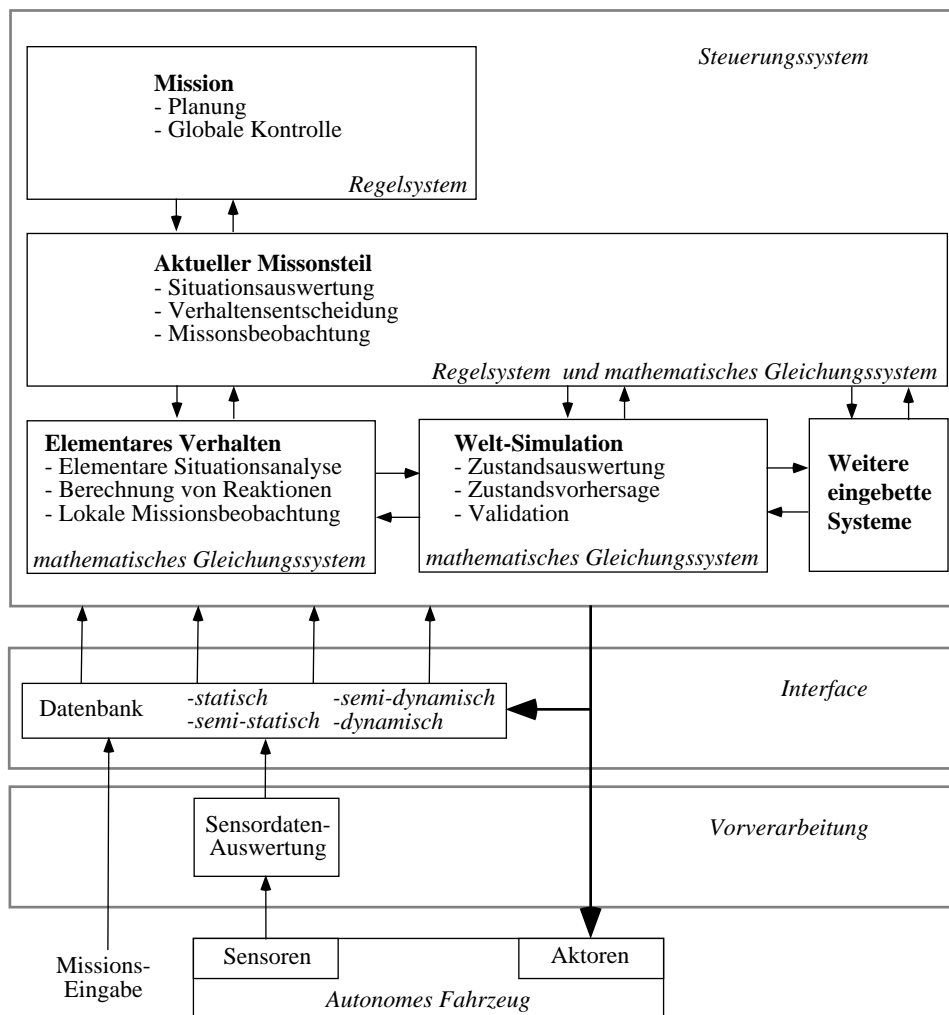 Steuerungssystem
Mission
- Planung
- Globale Kontrolle
Regelsystem
Aktueller Missonsteil
- Situationsauswertung
- Verhaltensentscheidung
- Missonsbeobachtung
Regelsystem und mathematisches Gleichungssystem
Elementares Verhalten
- Elementare Situationsanalyse
- Berechnung von Reaktionen
- Lokale Missionsbeobachtung
mathematisches Gleichungssystem
Welt-Simulation
- Zustandsauswertung
- Zustandsvorhersage
- Validation
mathematisches Gleichungssystem
Weitere
eingebette
Systeme
Interface
Datenbank
-statisch
-semi-statisch
-semi-dynamisch
-dynamisch
Vorverarbeitung
Sensordaten-
Auswertung
Missions-
Eingabe
Sensoren
Aktoren
Autonomes Fahrzeug